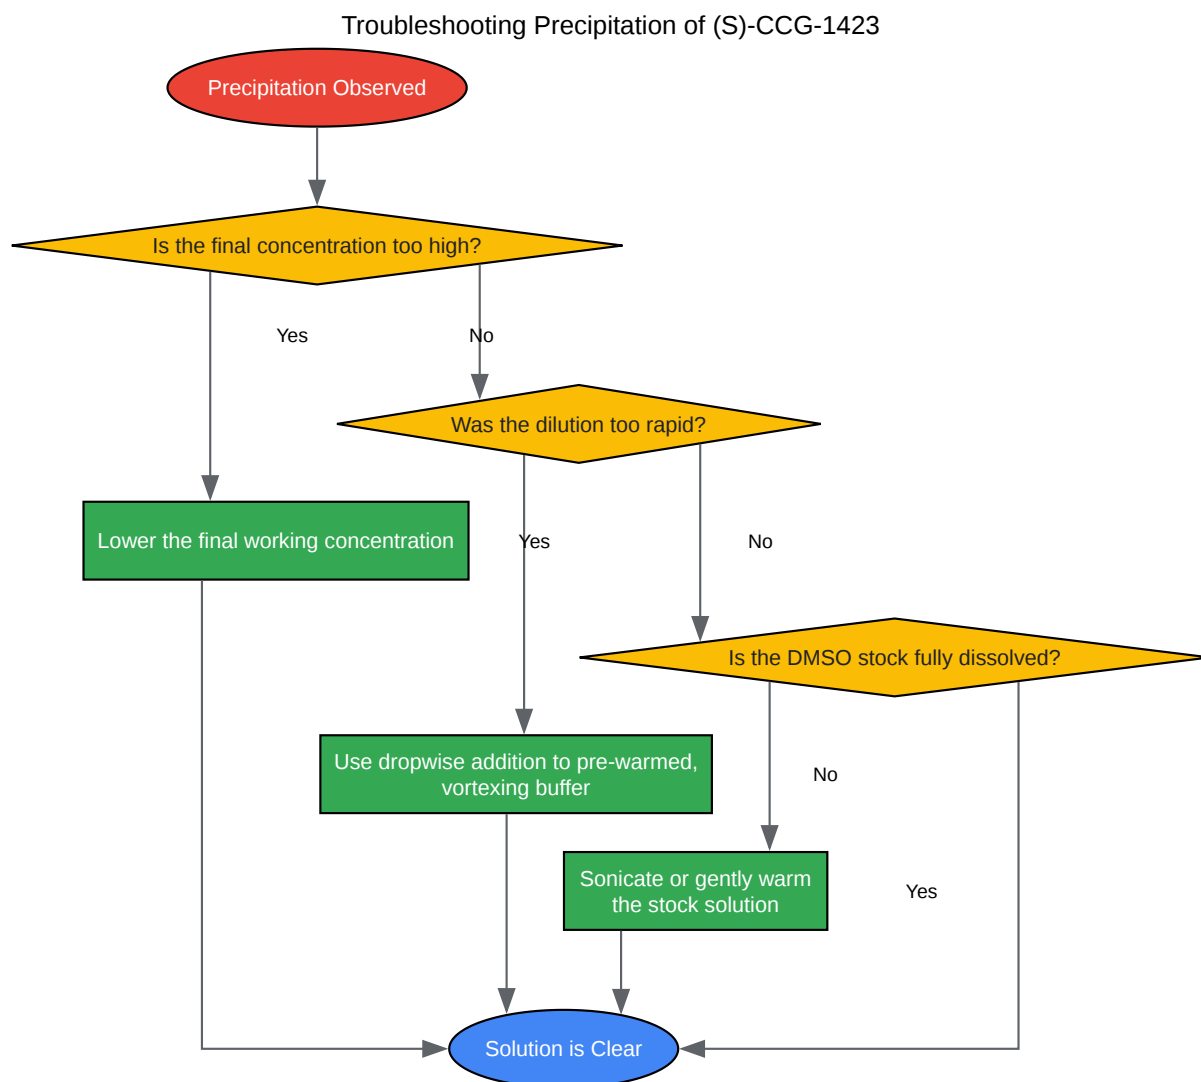 Troubleshooting Precipitation of (S)-CCG-1423
Precipitation Observed
Is the final concentration too high?
Yes
No
Was the dilution too rapid?
Lower the final working concentration
Yes
No
Is the DMSO stock fully dissolved?
Use dropwise addition to pre-warmed,
vortexing buffer
No
Sonicate or gently warm
the stock solution
Yes
Solution is Clear